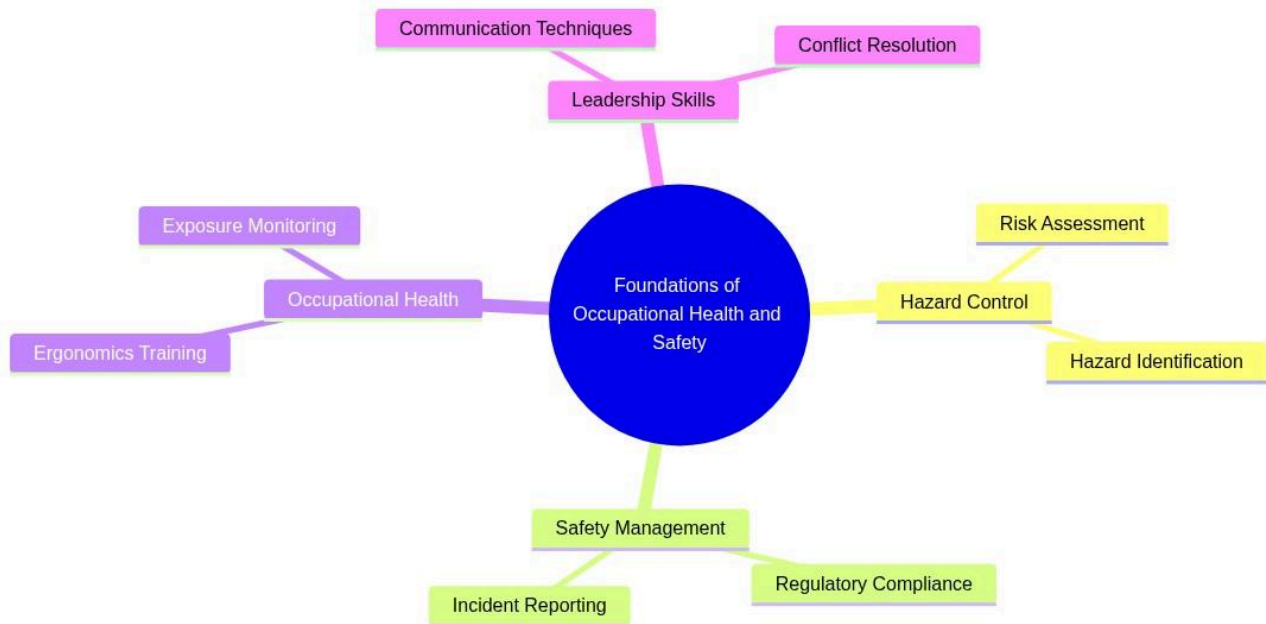 Communication Techniques
Conflict Resolution
Leadership Skills
Exposure Monitoring
Risk Assessment
Foundations of
Occupational Health and
Safety
Occupational Health
Hazard Control
Ergonomics Training
Hazard Identification
Safety Management
Regulatory Compliance
Incident Reporting